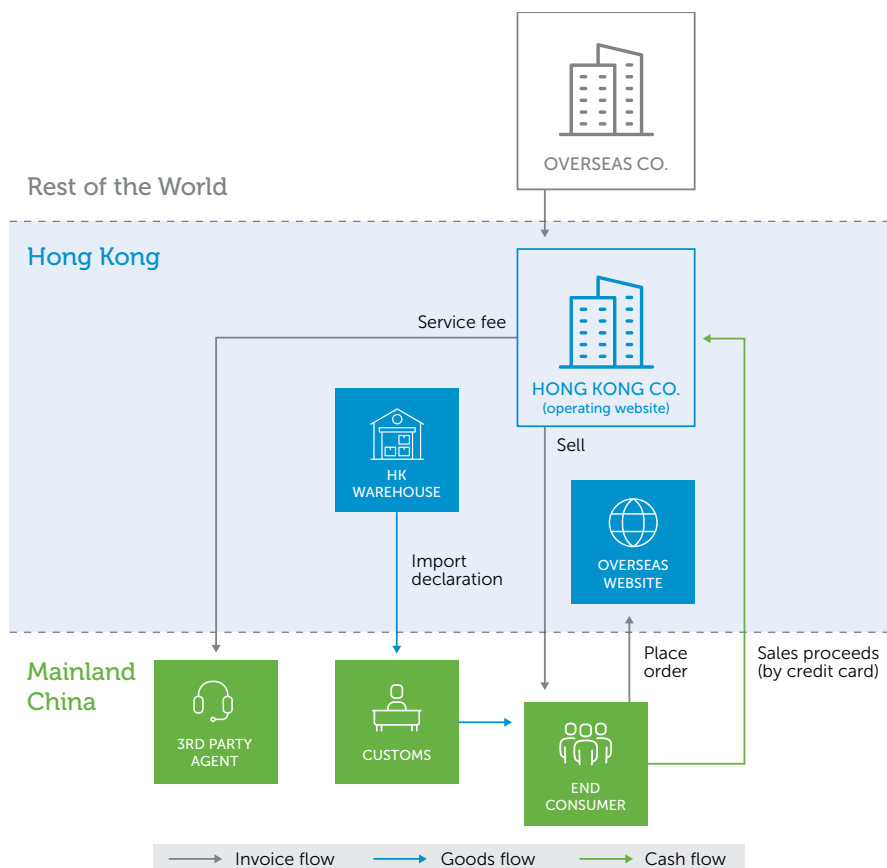 OVERSEAS CO.
Rest of the World
Hong Kong
Service fee
HONG KONG CO.
(operating website)
Sell
HK
WAREHOUSE
OVERSEAS
WEBSITE
Import
declaration
Mainland
China
Place
order
Sales proceeds
(by credit card)
3RD PARTY
AGENT
CUSTOMS
END
CONSUMER
Invoice flow
Goods flow
Cash flow